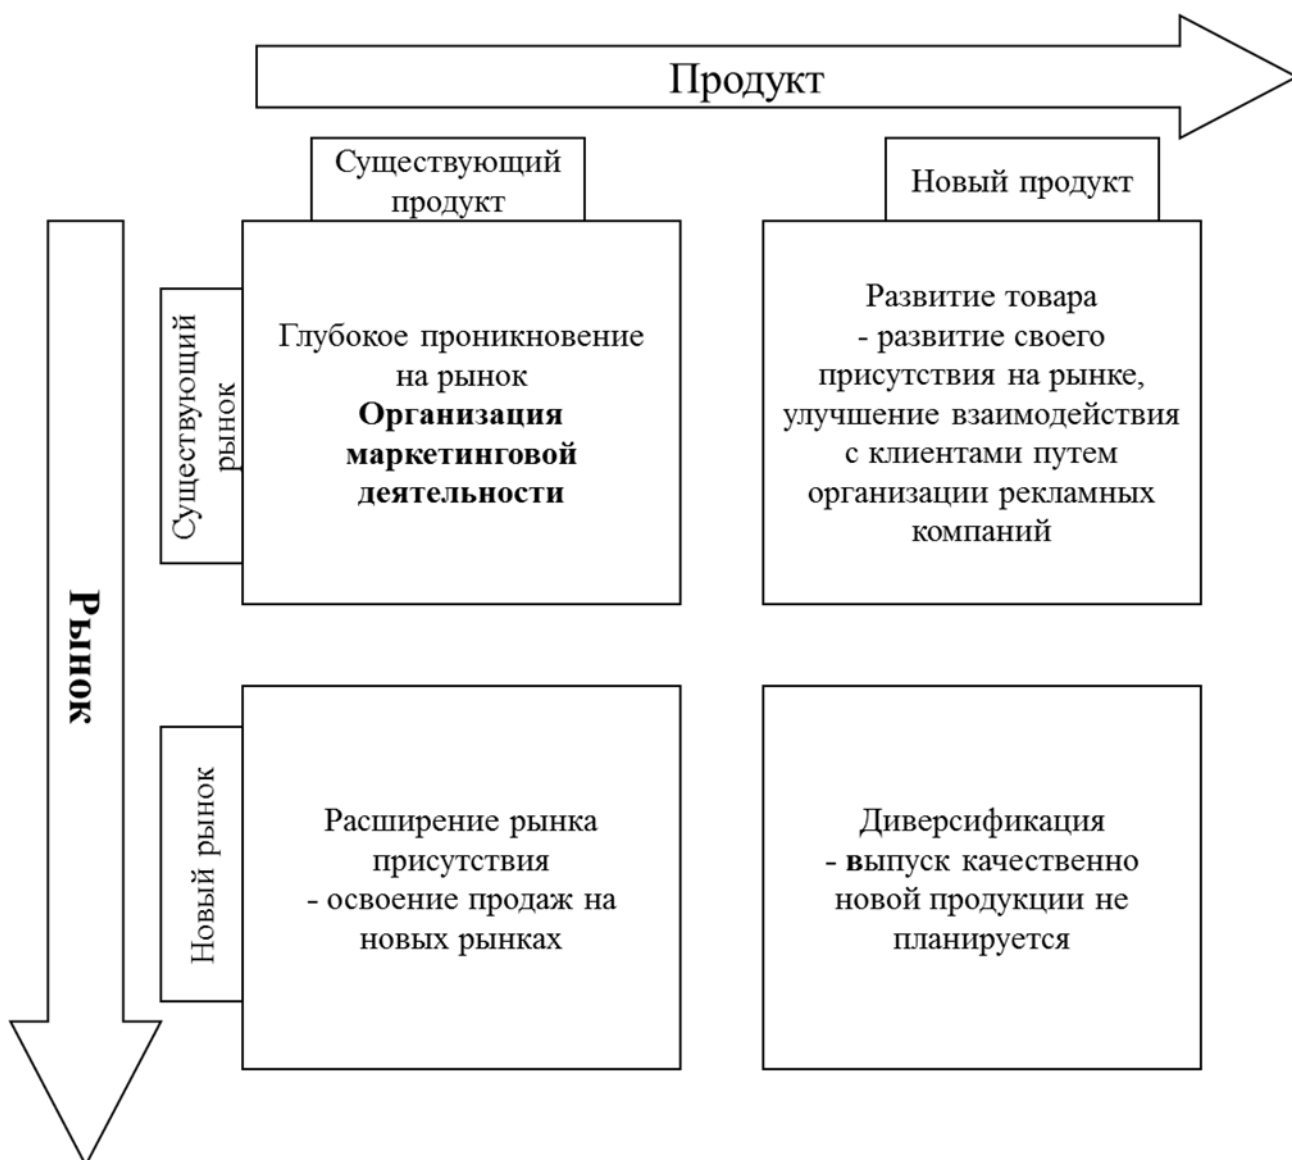 Продукт
Существующий
продукт
Новый продукт
Рынок
Существующий
рынок
Глубокое проникновение
на рынок
Организация
маркетинговой
деятельности
Развитие товара
- развитие своего
присутствия на рынке,
улучшение взаимодействия
с клиентами путем
организации рекламных
компаний
Новый рынок
Расширение рынка
присутствия
- освоение продаж на
новых рынках
Диверсификация
- выпуск качественно
новой продукции не
планируется